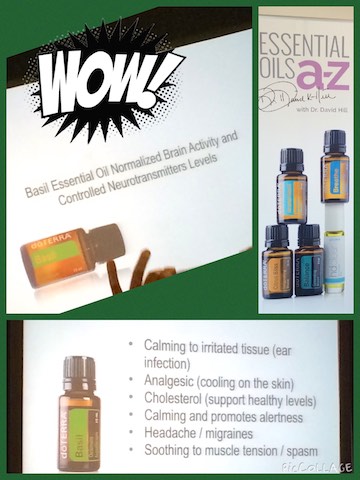 WOW!
Basil Essential Oil Normalized Brain Activity and
Controlled Neurotransmitters Levels
dōTERRA
Basil
ESSENTIAL
OILS a-z
with Dr. David Hill
Breathe
• Calming to irritated tissue (ear
infection)
• Analgesic (cooling on the skin)
• Cholesterol (support healthy levels)
• Calming and promotes alertness
• Headache / migraines
• Soothing to muscle tension / spasm
dōTERRA
Basil
PicCOLLAGE